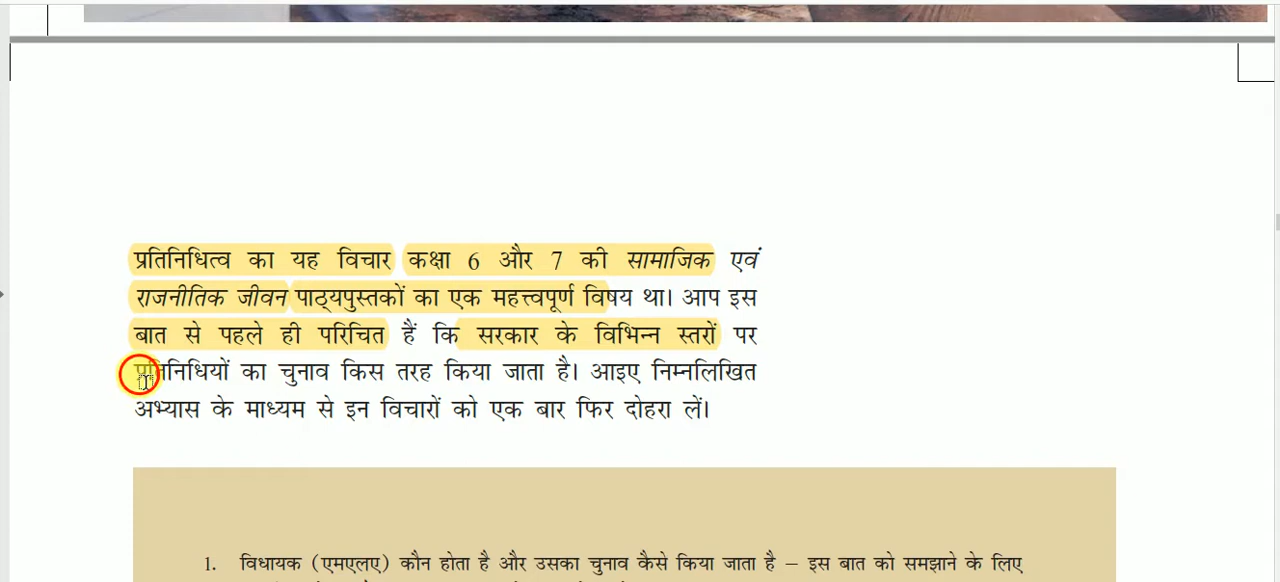 प्रतिनिधित्व का यह विचार कक्षा 6 और 7 की सामाजिक एवं
राजनीतिक जीवन पाठ्यपुस्तकों का एक महत्त्वपूर्ण विषय था। आप इस
बात से पहले ही परिचित हैं कि सरकार के विभिन्न स्तरों पर
प्रतिनिधियों का चुनाव किस तरह किया जाता है। आइए निम्नलिखित
अभ्यास के माध्यम से इन विचारों को एक बार फिर दोहरा लें।
1. विधायक (एमएलए) कौन होता है और उसका चुनाव कैसे किया जाता है – इस बात को समझाने के लिए